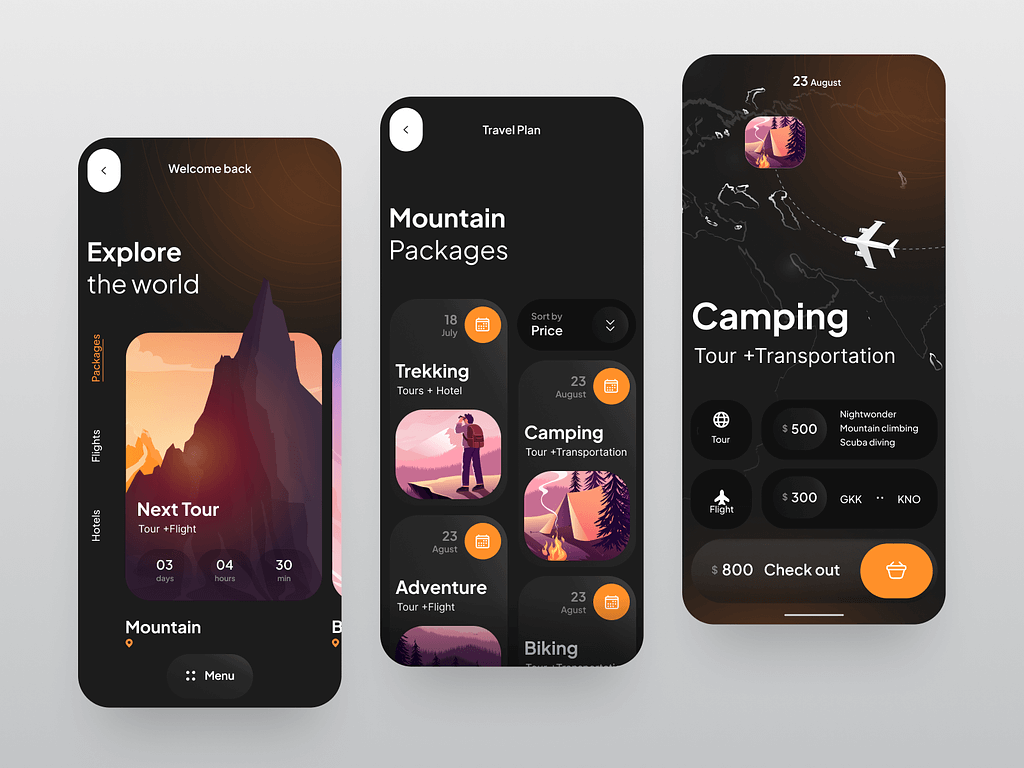 Welcome back
Explore
the world
Packages
Flights
Hotels
Next Tour
Tour +Flight
03 04 30
days hours min
Mountain
B
Menu
Travel Plan
Mountain
Packages
18
July
Trekking
Tours + Hotel
23
Agust
Adventure
Tour +Flight
Sort by
Price
23
August
Camping
Tour +Transportation
23
Agust
Biking
23 August
Camping
Tour +Transportation
Tour
$ 500
Nightwonder
Mountain climbing
Scuba diving
Flight
$ 300 GKK •• KNO
$ 800 Check out